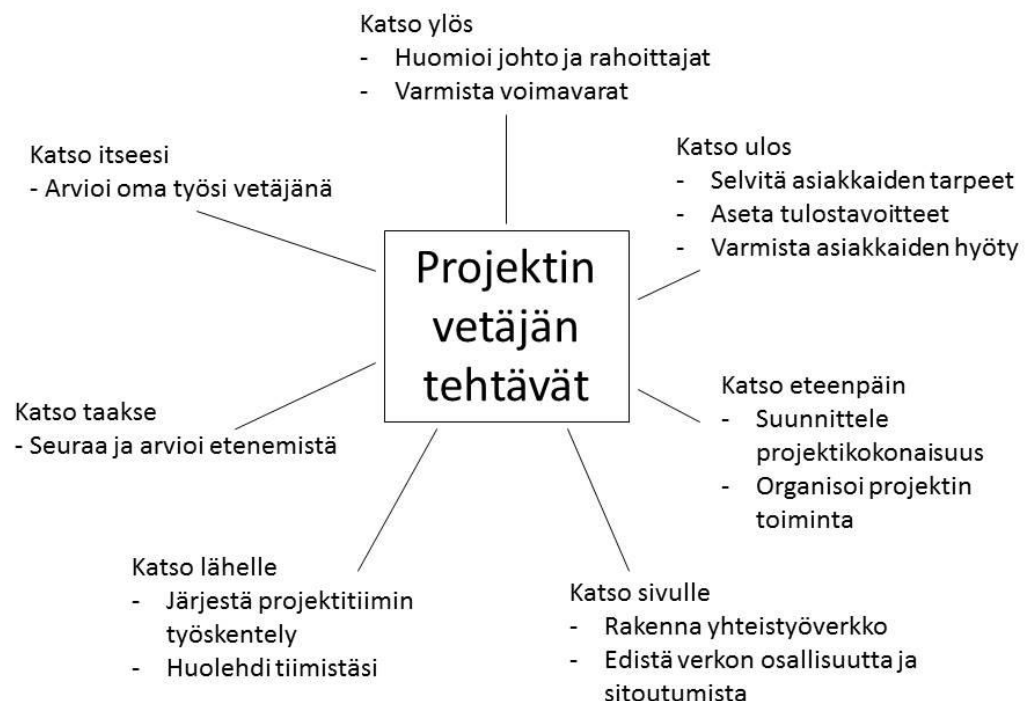 Katso ylös
- Huomioi johto ja rahoittajat
- Varmista voimavarat
Katso itseesi
- Arvioi oma työsi vetäjänä
Katso ulos
- Selvitä asiakkaiden tarpeet
- Aseta tulostavoitteet
- Varmista asiakkaiden hyöty
Projektin
vetäjän
tehtävät
Katso taakse
- Seuraa ja arvioi etenemistä
Katso eteenpäin
- Suunnittele
projektikokonaisuus
- Organisoi projektin
toiminta
Katso lähelle
- Järjestä projektitiimin
työskentely
- Huolehdi tiimistäsi
Katso sivulle
- Rakenna yhteistyöverkko
- Edistä verkon osallisuutta ja
sitoutumista